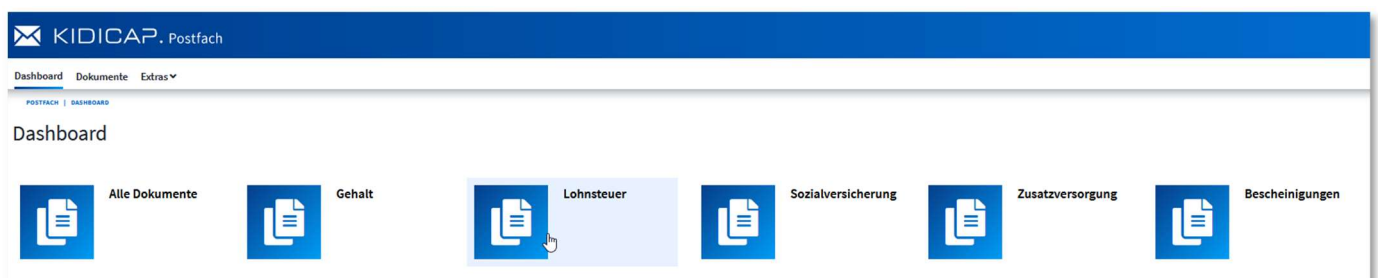 KIDICAP. Postfach
Dashboard Dokumente Extras
POSTFACH | DASHBOARD
Dashboard
Alle Dokumente Gehalt Lohnsteuer Sozialversicherung Zusatzversorgung Bescheinigungen